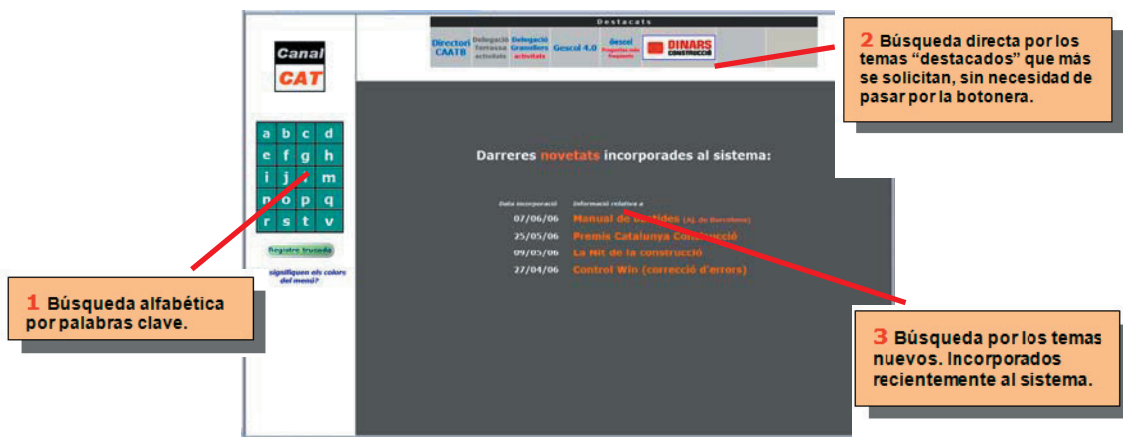 Destacats
Directori CAATB
Delegació Terrassa activitats
Delegació Granollers activitats
Gescol 4.0
Gescol Preguntes més freqüents
DINARS CONSTRUCCIÓ
2 Búsqueda directa por los
temas “destacados” que más
se solicitan, sin necesidad de
pasar por la botonera.
Canal
CAT
a b c d
e f g h
i j l m
n o p q
r s t v
Registre trucada
signifiquen els colors
del menú?
Darreres novetats incorporades al sistema:
Data incorporació Informació relativa a
07/06/06 Manual de bastides (Aj. de Barcelona)
25/05/06 Premis Catalunya Construcció
09/05/06 La Nit de la construcció
27/04/06 Control Win (correcció d'errors)
1 Búsqueda alfabética
por palabras clave.
3 Búsqueda por los temas
nuevos. Incorporados
recientemente al sistema.